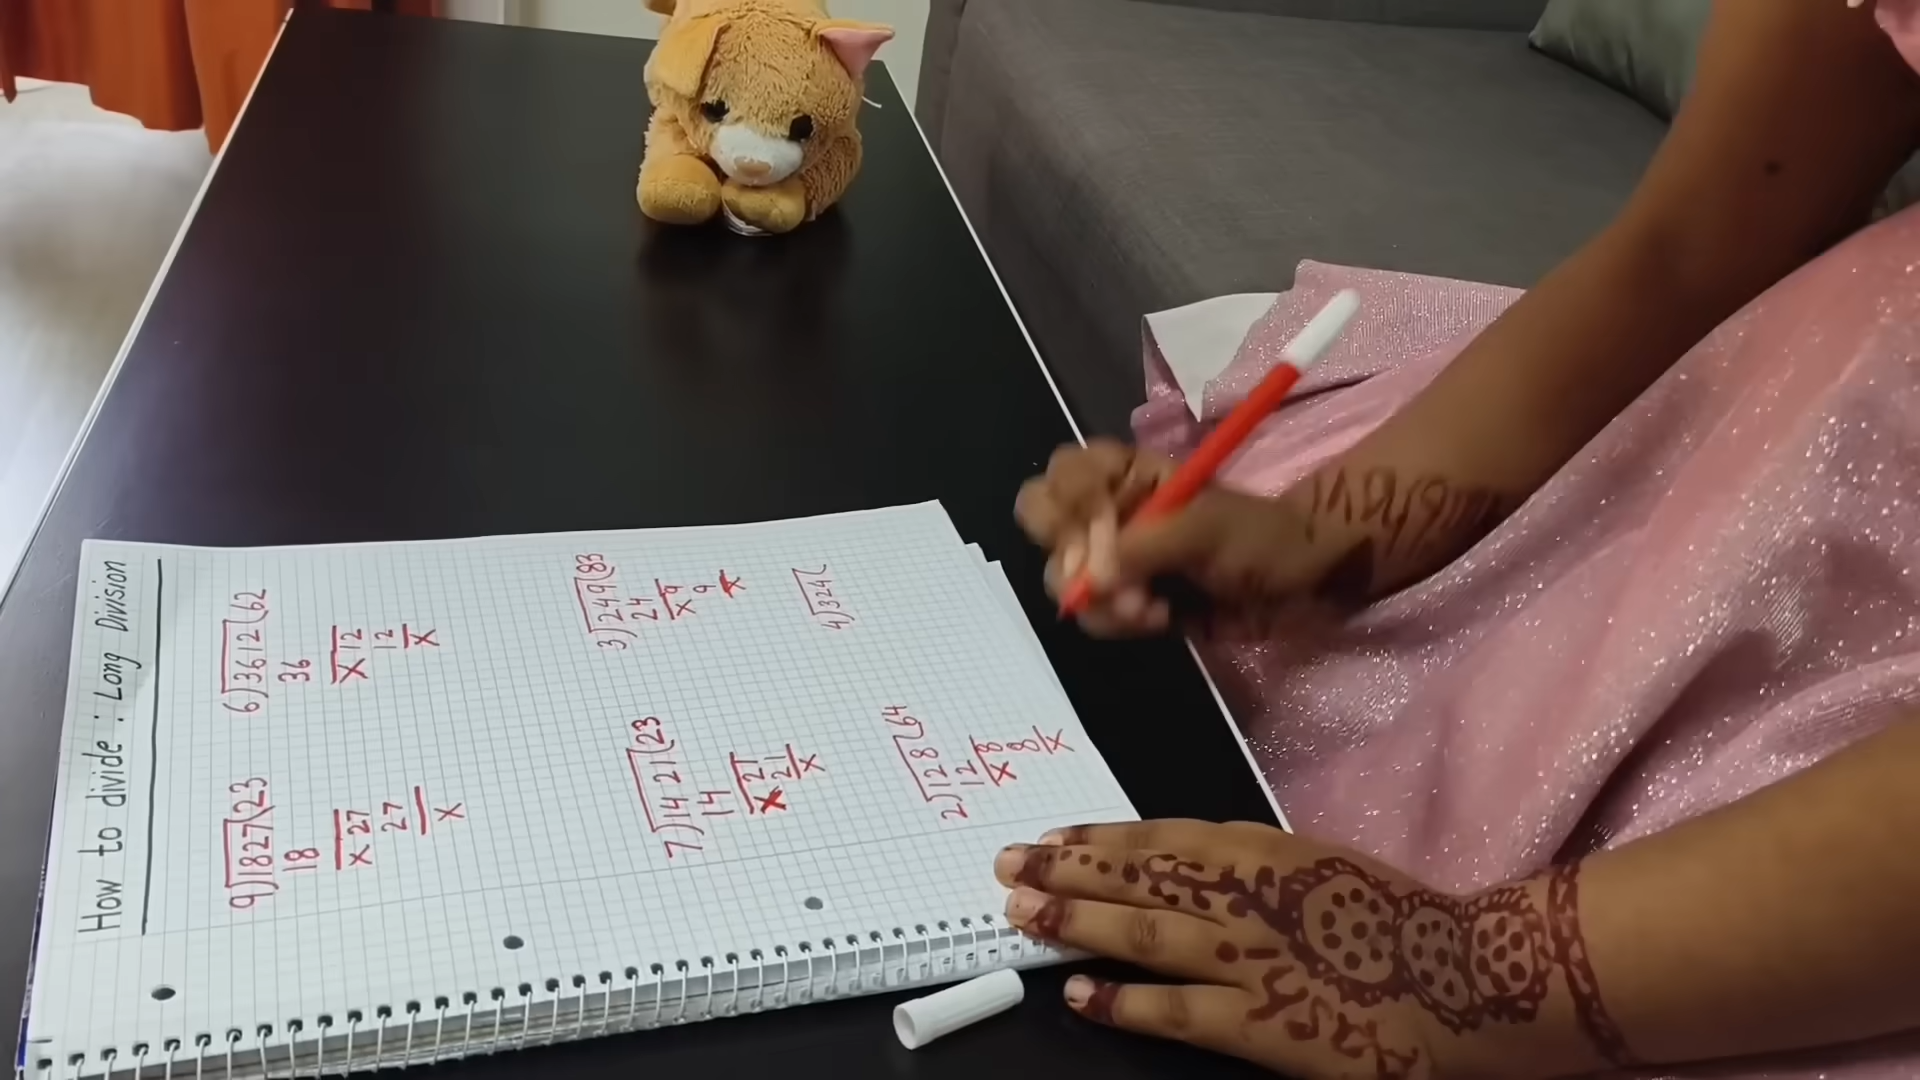 How to divide : Long Division
9)1827(23
18
X27
27
X
6)3612(62
36
X12
12
X
7)1421(23
14
X21
21
X
3)249(83
24
X9
9
X
2)128(64
12
X8
8
X
4)324(